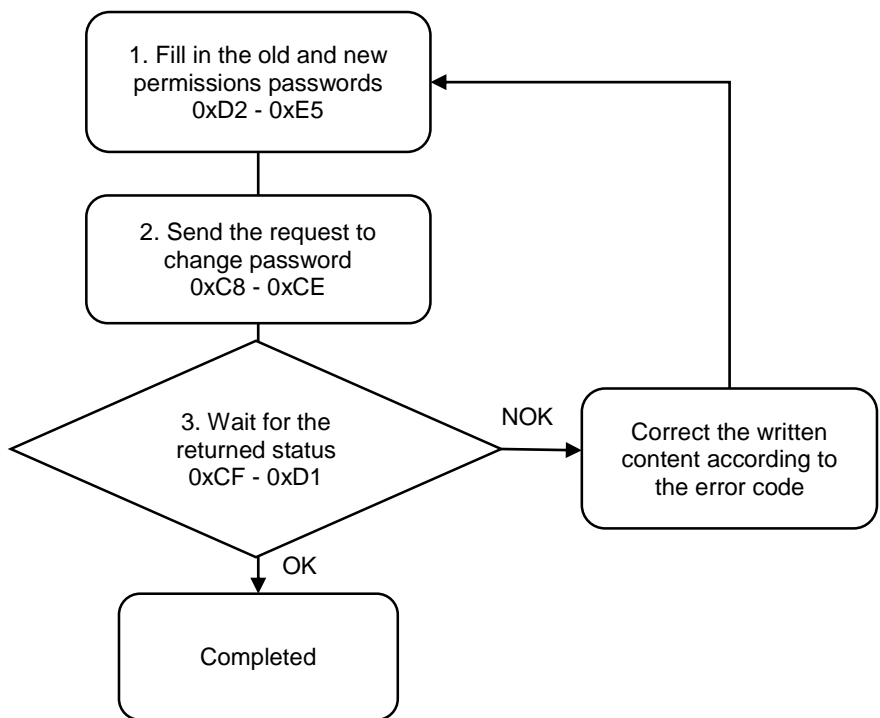 1. Fill in the old and new
permissions passwords
0xD2 - 0xE5
2. Send the request to
change password
0xC8 - 0xCE
3. Wait for the
returned status
0xCF - 0xD1
NOK
Correct the written
content according to
the error code
OK
Completed